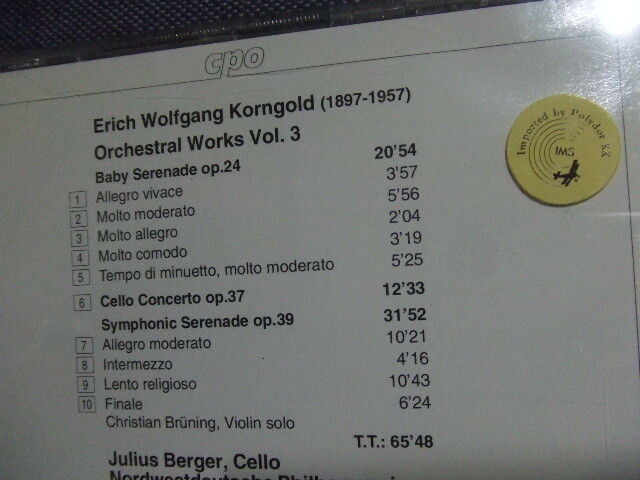 cpo
Erich Wolfgang Korngold (1897-1957)
Orchestral Works Vol. 3
Baby Serenade op.24 20'54
1 Allegro vivace 3'57
2 Molto moderato 5'56
3 Molto allegro 2'04
4 Molto comodo 3'19
5 Tempo di minuetto, molto moderato 5'25
6 Cello Concerto op.37 12'33
Symphonic Serenade op.39 31'52
7 Allegro moderato 10'21
8 Intermezzo 4'16
9 Lento religioso 10'43
10 Finale 6'24
Christian Brüning, Violin solo
T.T.: 65'48
Julius Berger, Cello
Nordwestdeutsche Philharmonie
Imported by Polydor K.K
IMS